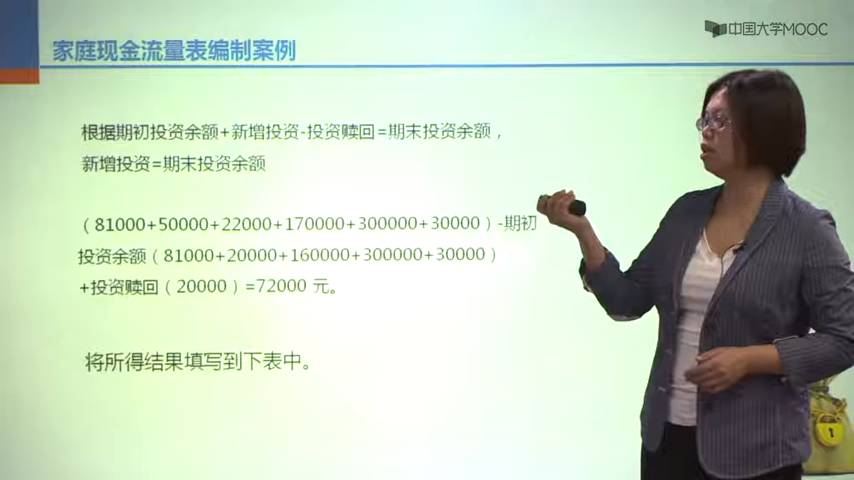 中国大学MOOC
家庭现金流量表编制案例
根据期初投资余额+新增投资-投资赎回=期末投资余额，
新增投资=期末投资余额
（81000+50000+22000+170000+300000+30000）-期初
投资余额（81000+20000+160000+300000+30000）
+投资赎回（20000）=72000 元。
将所得结果填写到下表中。